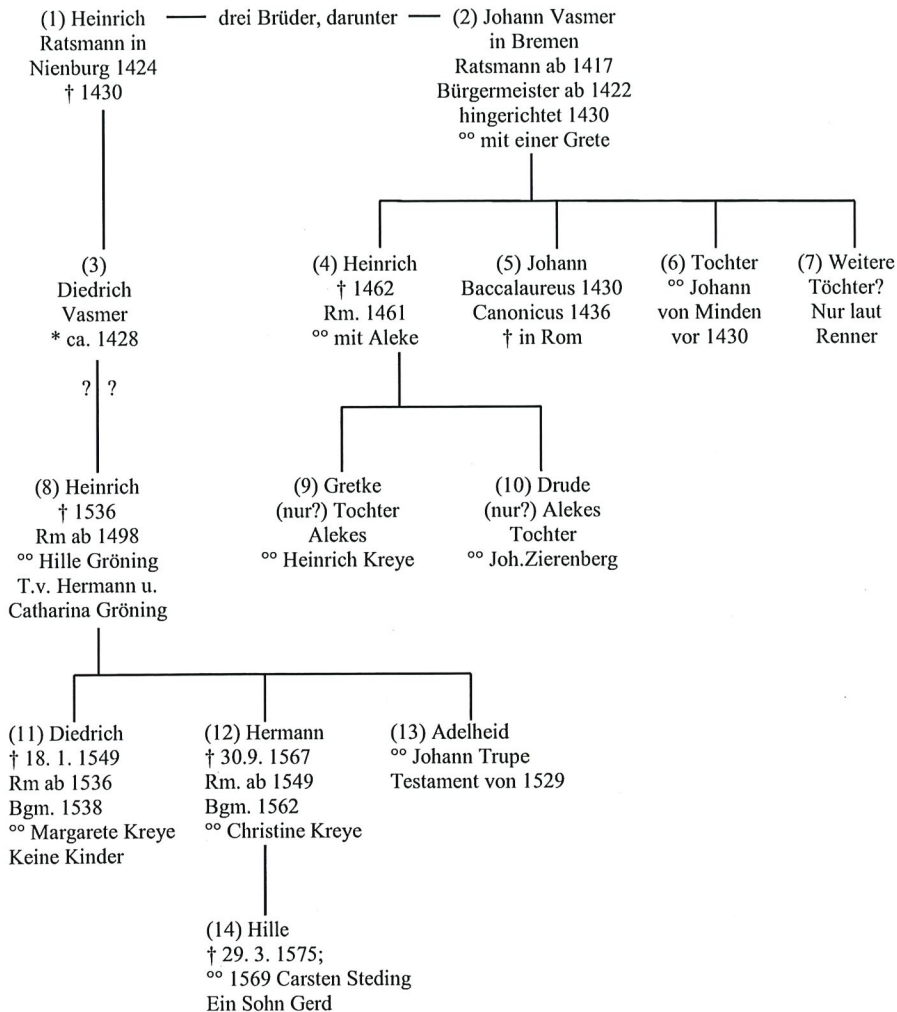 (1) Heinrich
Ratsmann in
Nienburg 1424
† 1430
drei Brüder, darunter
(2) Johann Vasmer
in Bremen
Ratsmann ab 1417
Bürgermeister ab 1422
hingerichtet 1430
°° mit einer Grete
(3)
Diedrich
Vasmer
* ca. 1428
(4) Heinrich
† 1462
Rm. 1461
°° mit Aleke
(5) Johann
Baccalaureus 1430
Canonicus 1436
† in Rom
(6) Tochter
°° Johann
von Minden
vor 1430
(7) Weitere
Töchter?
Nur laut
Renner
? ?
(8) Heinrich
† 1536
Rm ab 1498
°° Hille Gröning
T.v. Hermann u.
Catharina Gröning
(9) Gretke
(nur?) Tochter
Alekes
°° Heinrich Kreye
(10) Drude
(nur?) Alekes
Tochter
°° Joh.Zierenberg
(11) Diedrich
† 18. 1. 1549
Rm ab 1536
Bgm. 1538
°° Margarete Kreye
Keine Kinder
(12) Hermann
† 30.9. 1567
Rm. ab 1549
Bgm. 1562
°° Christine Kreye
(13) Adelheid
°° Johann Trupe
Testament von 1529
(14) Hille
† 29. 3. 1575;
°° 1569 Carsten Steding
Ein Sohn Gerd